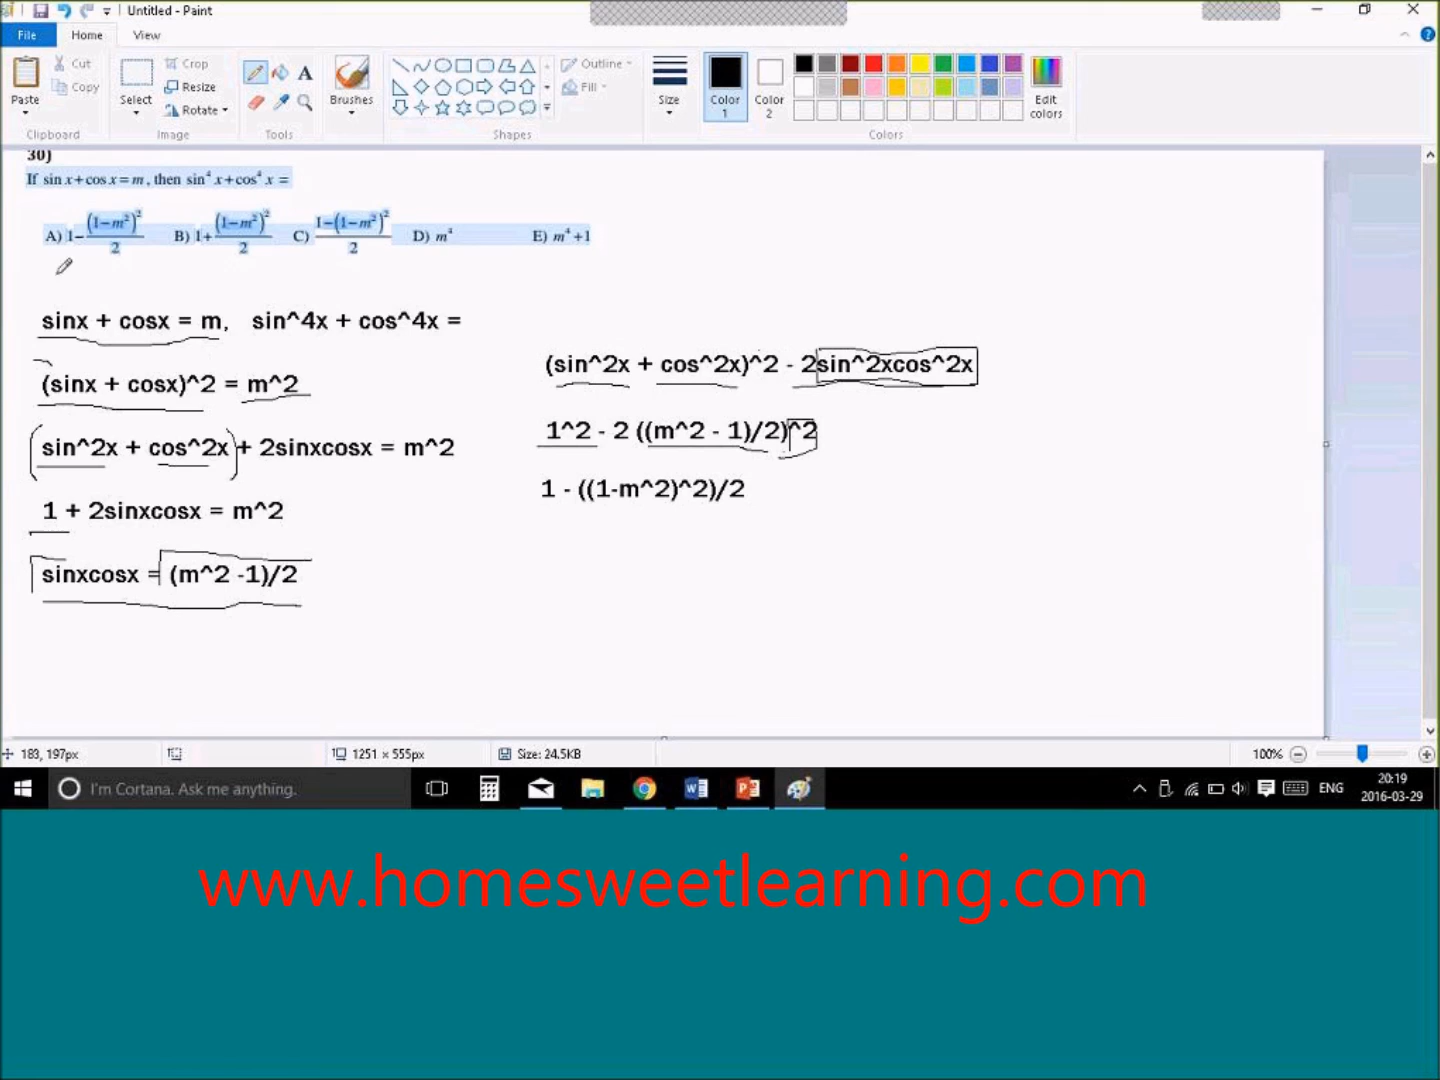 Untitled - Paint
File Home View
Paste
Cut
Copy
Clipboard
Select
Crop
Resize
Rotate
Image
Tools
Brushes
Shapes
Outline
Fill
Size
Color 1
Color 2
Edit colors
Colors
30)
If sin x+cos x = m, then sin⁴ x+cos⁴ x =
A) 1-(1-m²)²/2 B) 1+(1-m²)²/2 C) 1-(1-m²)²/2 D) m⁴ E) m⁴+1
sinx + cosx = m, sin^4x + cos^4x =
(sinx + cosx)^2 = m^2
sin^2x + cos^2x + 2sinxcosx = m^2
1 + 2sinxcosx = m^2
sinxcosx = (m^2 -1)/2
(sin^2x + cos^2x)^2 - 2sin^2xcos^2x
1^2 - 2 ((m^2 - 1)/2)^2
1 - ((1-m^2)^2)/2
183, 197px
1251 × 555px
Size: 24.5KB
100%
I'm Cortana. Ask me anything.
ENG
20:19
2016-03-29
www.homesweetlearning.com